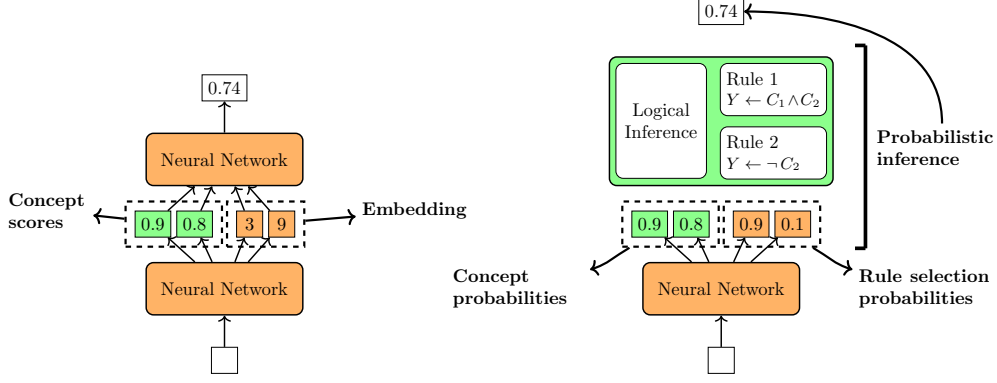 0.74
Neural Network
Concept
scores
0.9 0.8 3 9
Embedding
Neural Network
0.74
Logical
Inference
Rule 1
Y ← C₁ ∧ C₂
Rule 2
Y ← ¬ C₂
Probabilistic
inference
0.9 0.8 0.9 0.1
Concept
probabilities
Neural Network
Rule selection
probabilities